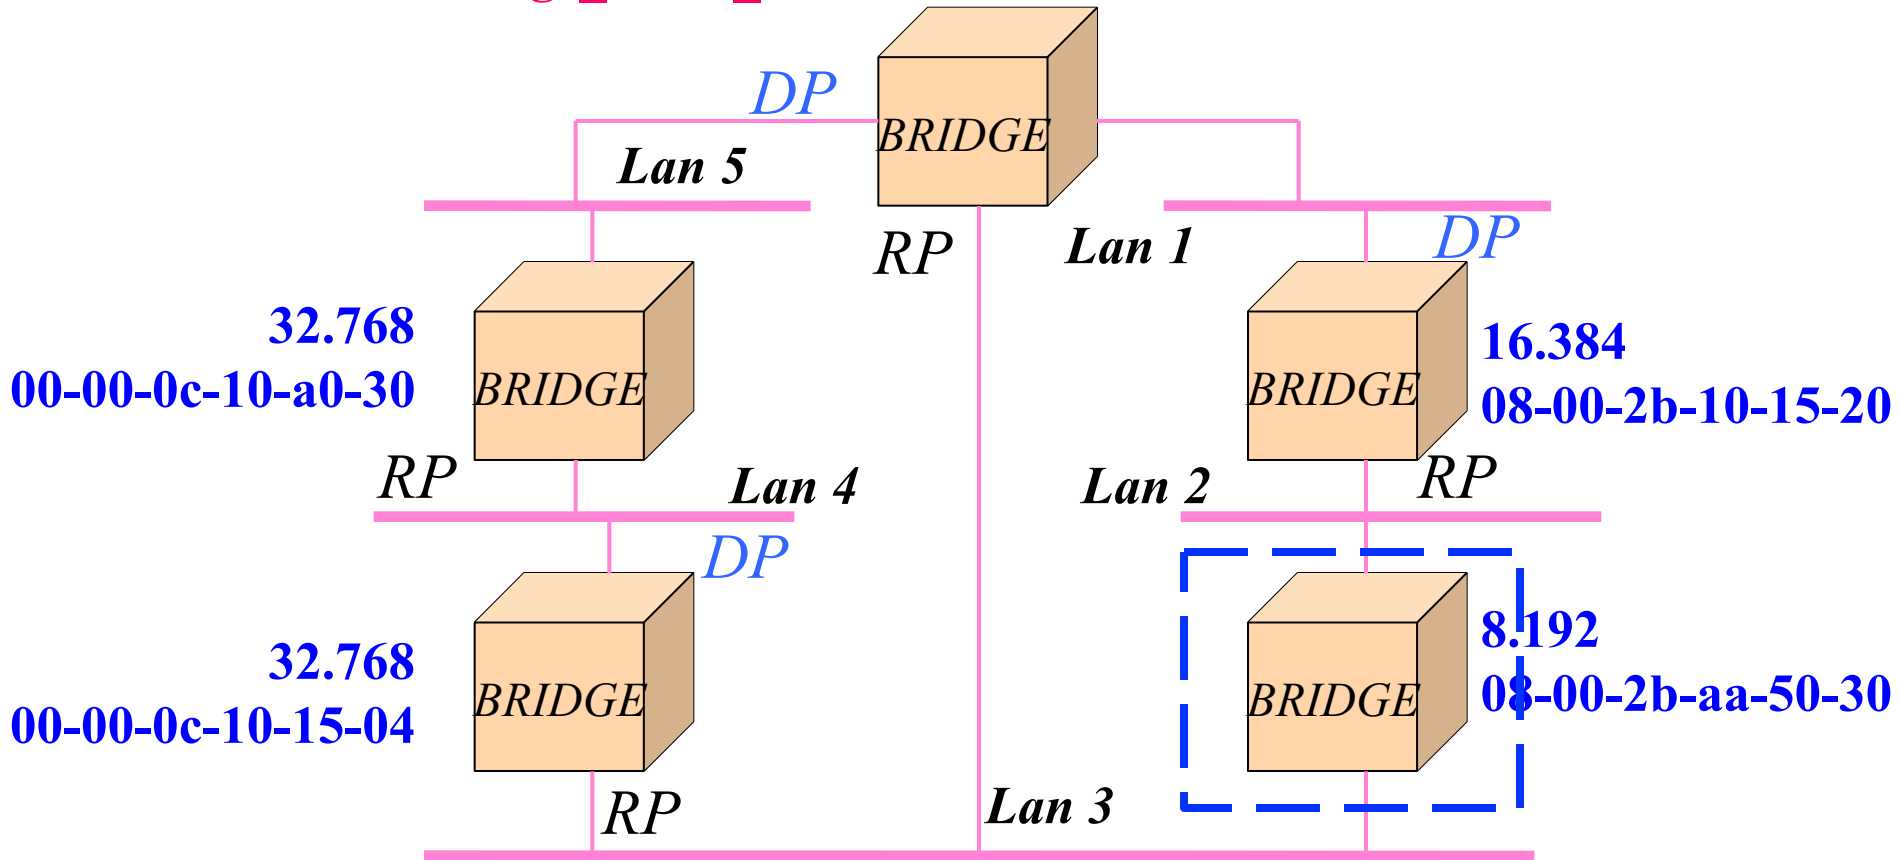 DP
BRIDGE
Lan 5
RP
Lan 1
DP
32.768
00-00-0c-10-a0-30
BRIDGE
BRIDGE
16.384
08-00-2b-10-15-20
RP
Lan 4
Lan 2
RP
DP
32.768
00-00-0c-10-15-04
BRIDGE
BRIDGE
8.192
08-00-2b-aa-50-30
RP
Lan 3